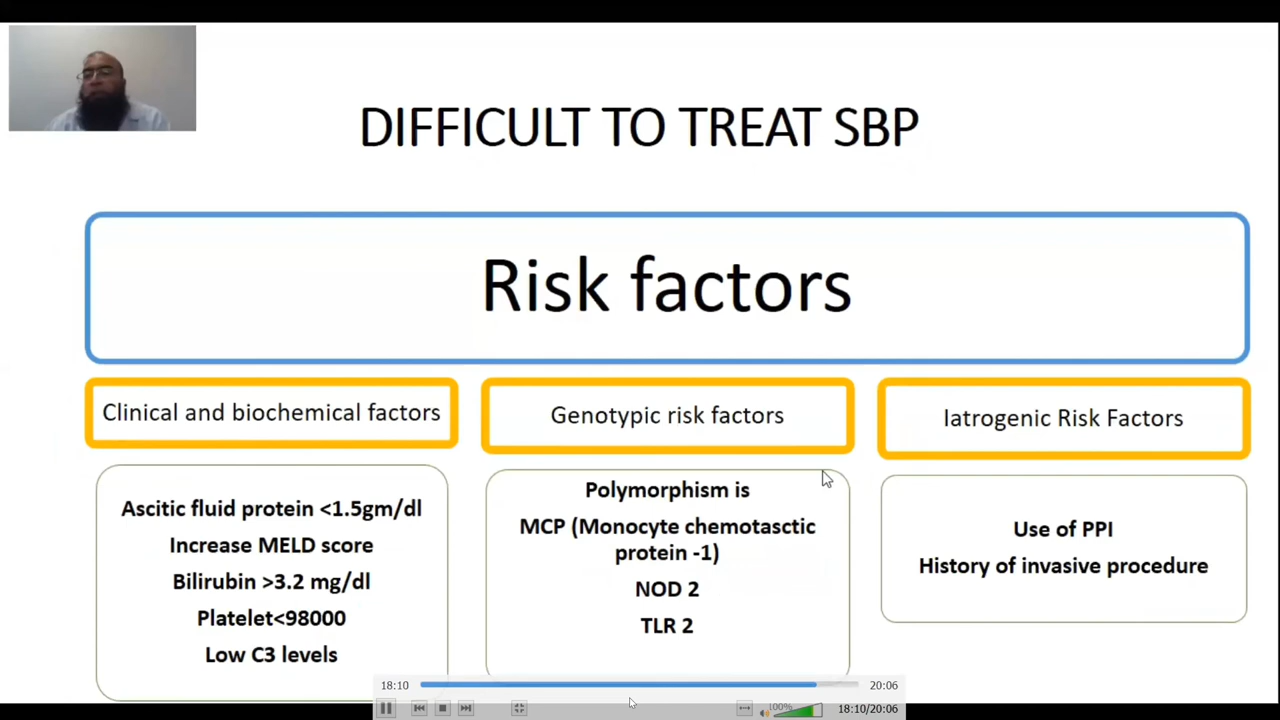 DIFFICULT TO TREAT SBP
Risk factors
Clinical and biochemical factors
Ascitic fluid protein <1.5gm/dl
Increase MELD score
Bilirubin >3.2 mg/dl
Platelet<98000
Low C3 levels
Genotypic risk factors
Polymorphism is
MCP (Monocyte chemotasctic
protein -1)
NOD 2
TLR 2
Iatrogenic Risk Factors
Use of PPI
History of invasive procedure
18:10
20:06
100%
18:10/20:06